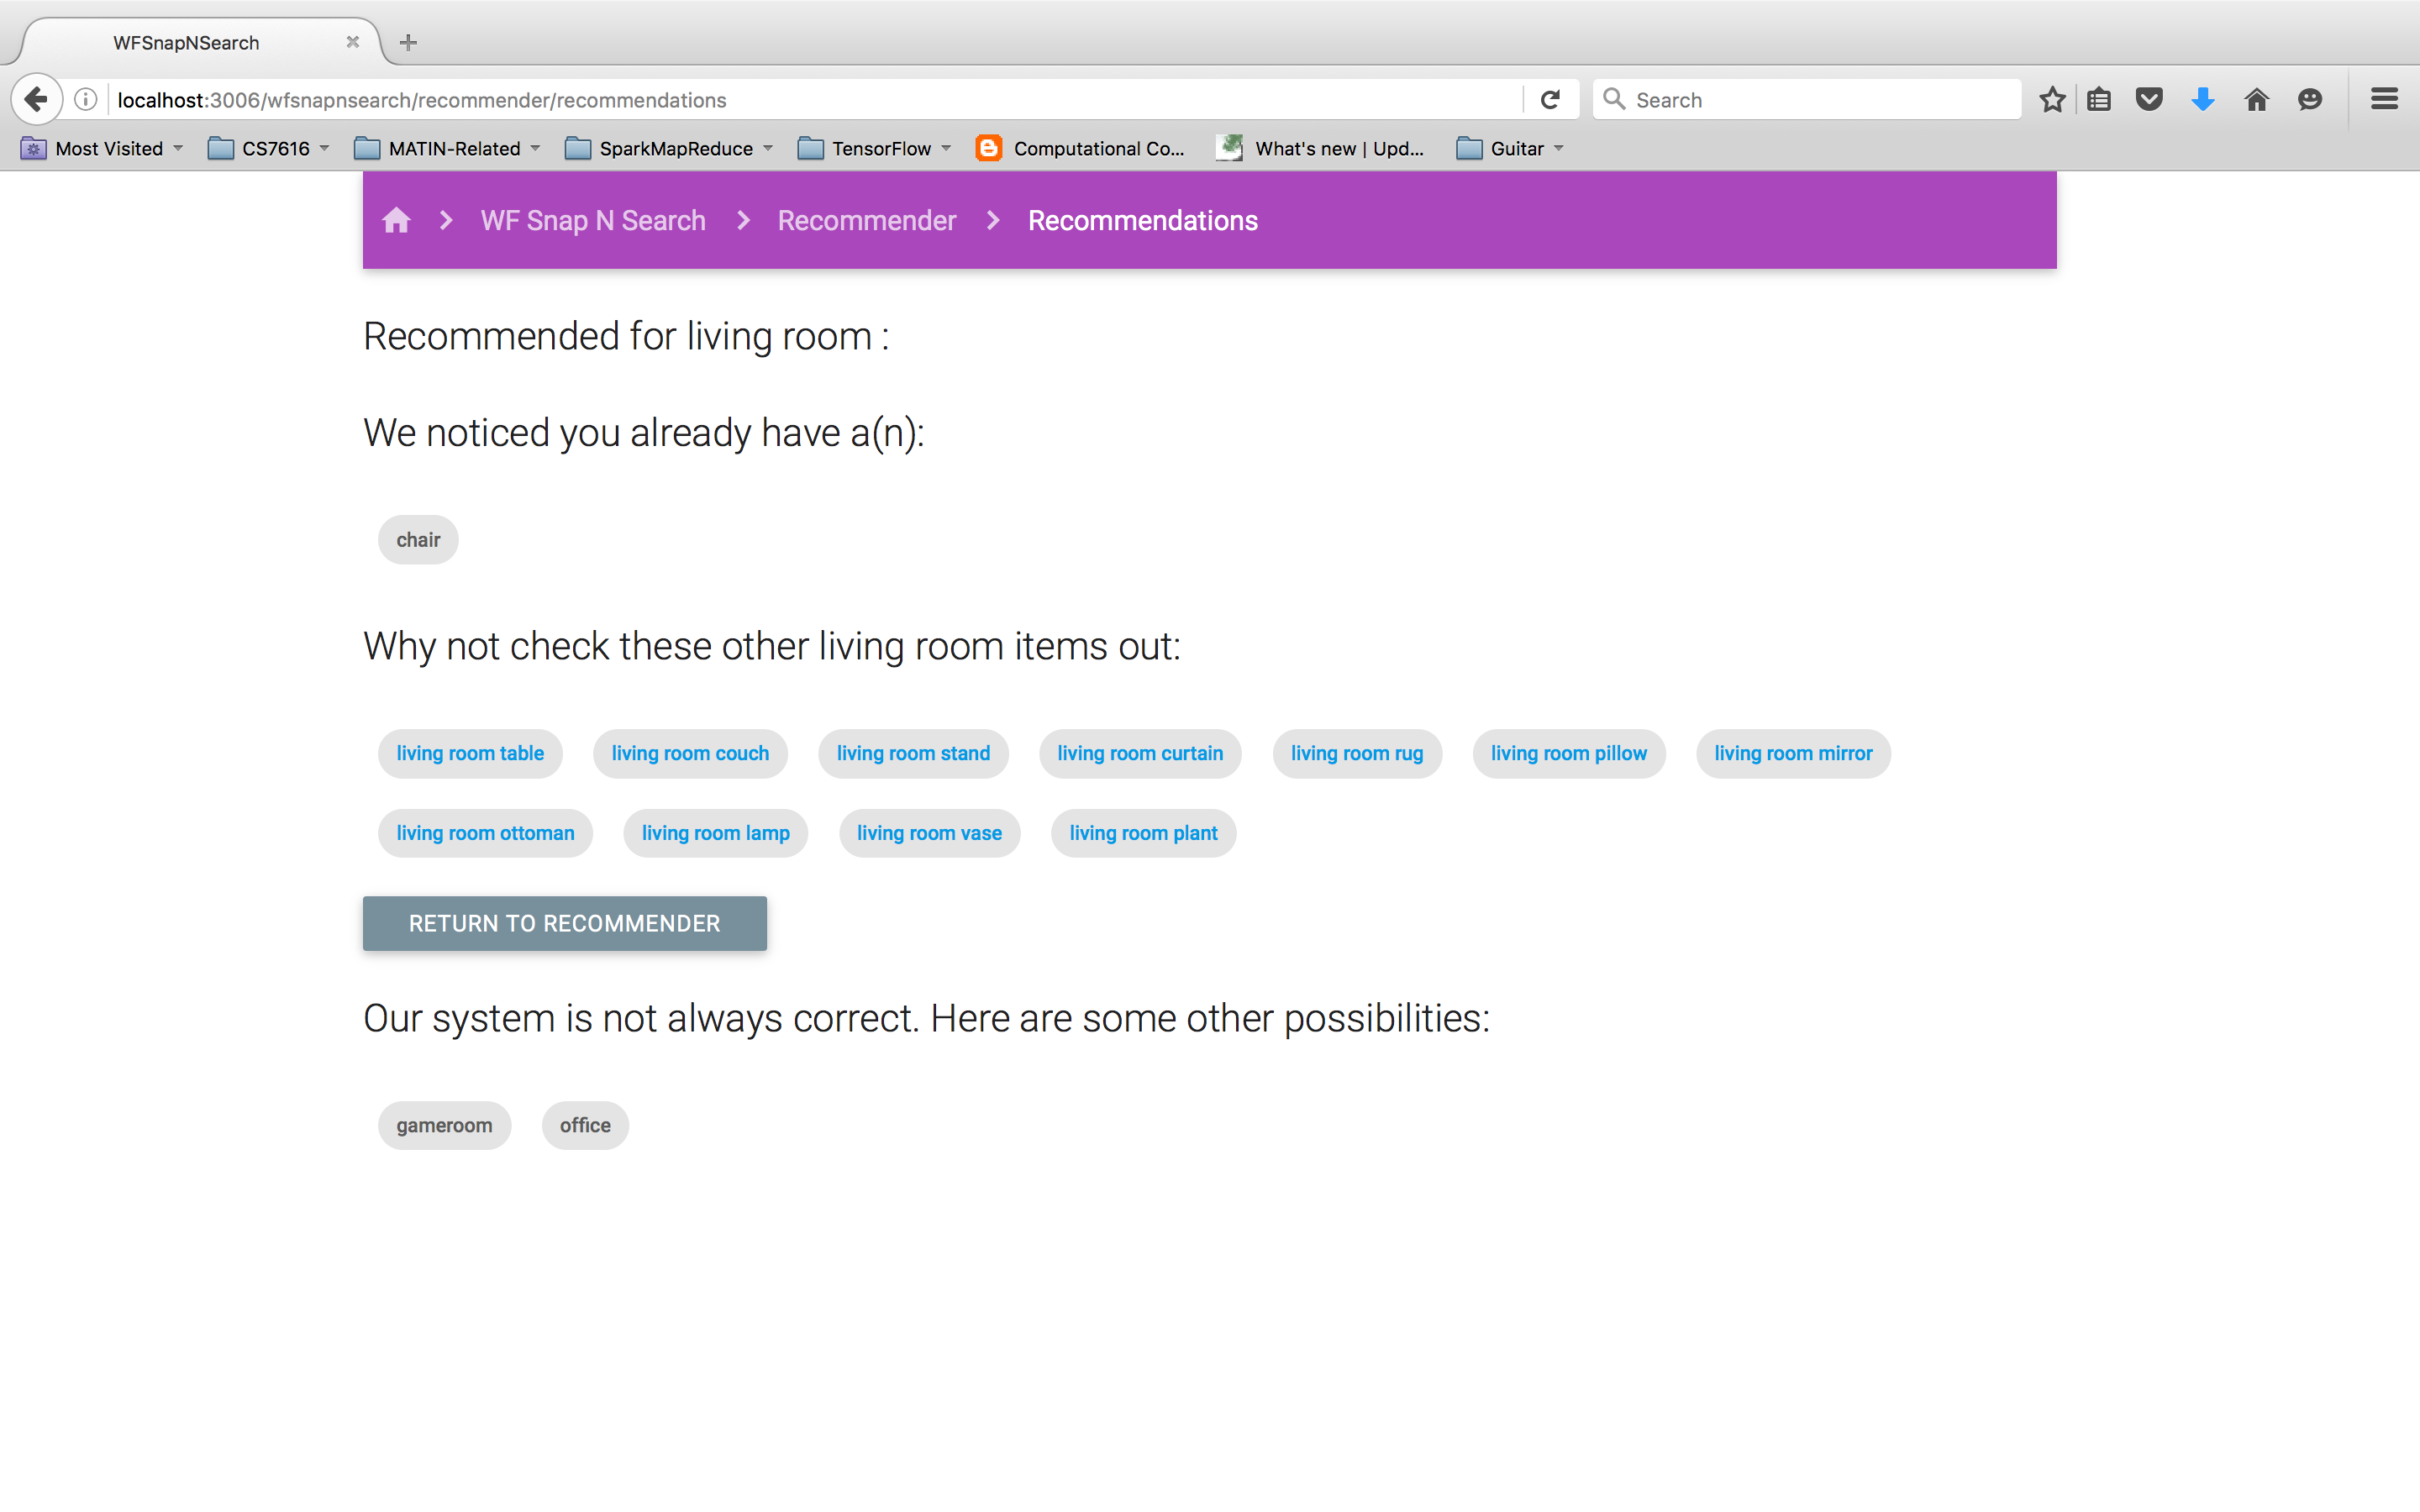 WFSnapNSearch
localhost:3006/wfsnapnsearch/recommender/recommendations
Search
Most Visited CS7616 MATIN-Related SparkMapReduce TensorFlow Computational Co... What's new | Upd... Guitar
WF Snap N Search Recommender Recommendations
Recommended for living room :
We noticed you already have a(n):
chair
Why not check these other living room items out:
living room table living room couch living room stand living room curtain living room rug living room pillow living room mirror
living room ottoman living room lamp living room vase living room plant
RETURN TO RECOMMENDER
Our system is not always correct. Here are some other possibilities:
gameroom office